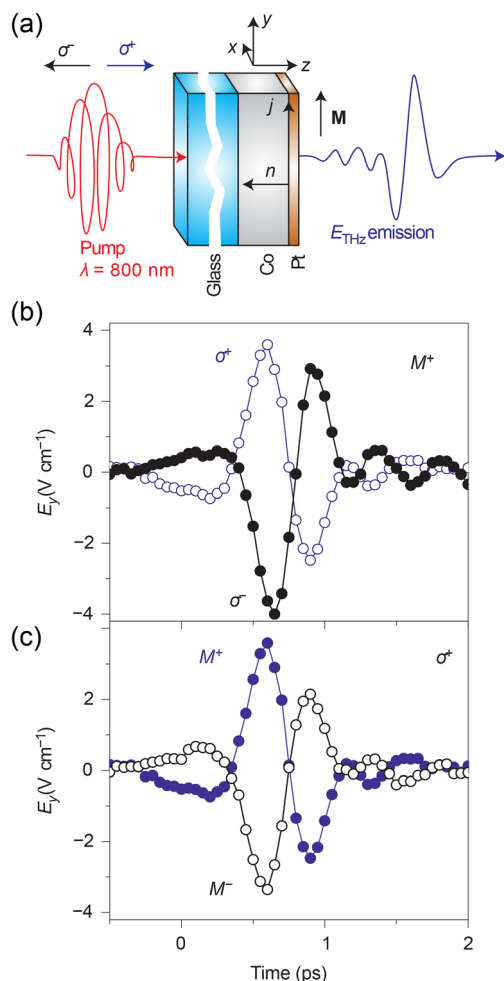 (a)
σ⁻ σ⁺
y
x
z
j
M
n
Pump
λ = 800 nm
Glass
Co
Pt
E_THz emission
(b)
4
σ⁺
M⁺
2
0
E_y(V cm⁻¹)
-2
-4
σ⁻
(c)
M⁺
σ⁺
2
0
E_y(V cm⁻¹)
-2
M⁻
-4
0 1 2
Time (ps)